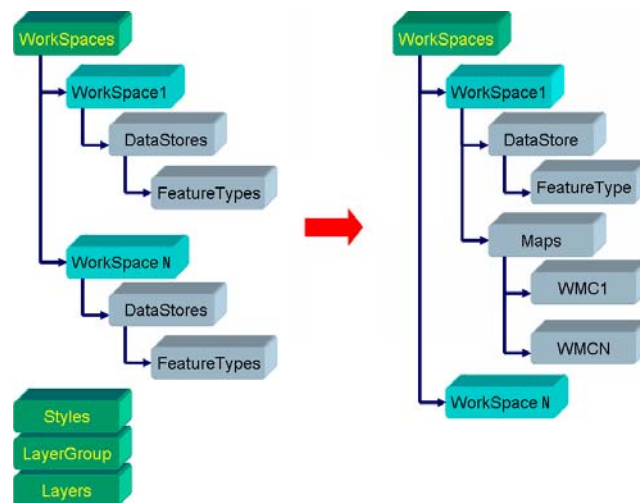 WorkSpaces
WorkSpace1
DataStores
FeatureTypes
WorkSpace N
DataStores
FeatureTypes
Styles
LayerGroup
Layers
WorkSpaces
WorkSpace1
DataStore
FeatureType
Maps
WMC1
WMCN
WorkSpace N